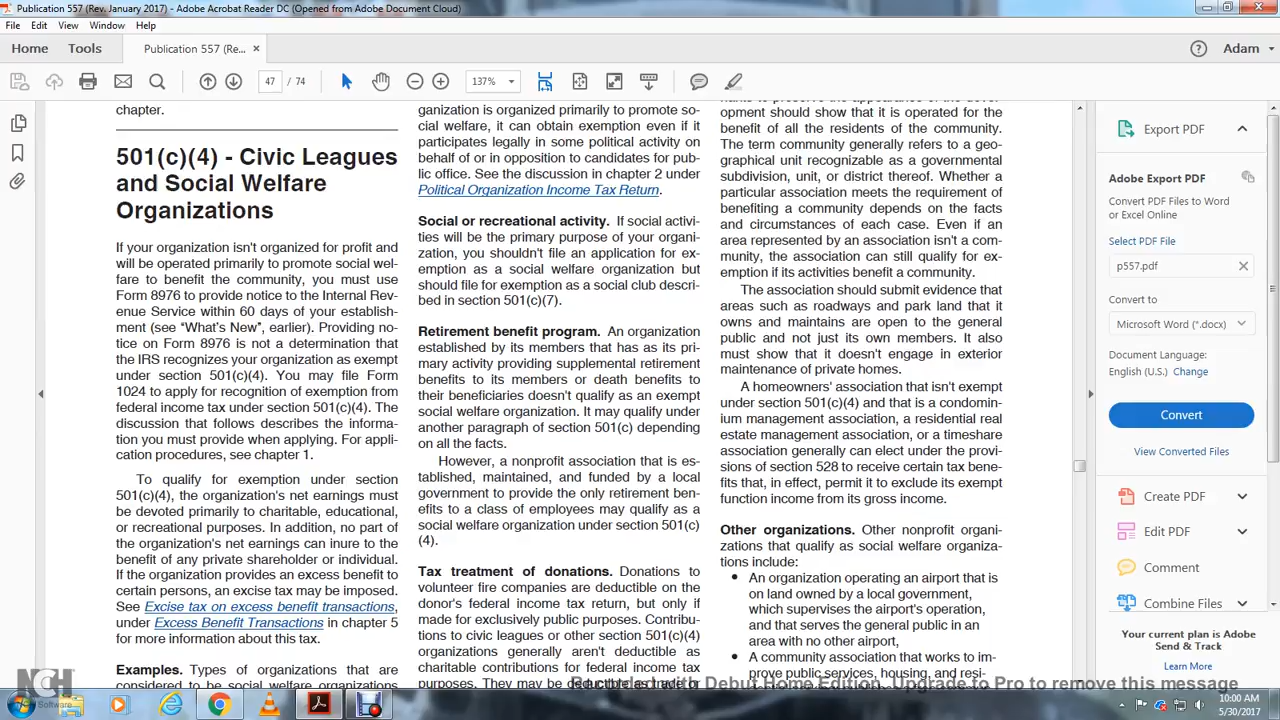 Publication 557 (Rev. January 2017) - Adobe Acrobat Reader DC (Opened from Adobe Document Cloud)
File Edit View Window Help
Home Tools Publication 557 (Re... × Adam
47 / 74 137%
chapter.
501(c)(4) - Civic Leagues
and Social Welfare
Organizations
If your organization isn't organized for profit and
will be operated primarily to promote social wel-
fare to benefit the community, you must use
Form 8976 to provide notice to the Internal Rev-
enue Service within 60 days of your establish-
ment (see “What's New”, earlier). Providing no-
tice on Form 8976 is not a determination that
the IRS recognizes your organization as exempt
under section 501(c)(4). You may file Form
1024 to apply for recognition of exemption from
federal income tax under section 501(c)(4). The
discussion that follows describes the informa-
tion you must provide when applying. For appli-
cation procedures, see chapter 1.
To qualify for exemption under section
501(c)(4), the organization's net earnings must
be devoted primarily to charitable, educational,
or recreational purposes. In addition, no part of
the organization's net earnings can inure to the
benefit of any private shareholder or individual.
If the organization provides an excess benefit to
certain persons, an excise tax may be imposed.
See Excise tax on excess benefit transactions,
under Excess Benefit Transactions in chapter 5
for more information about this tax.
Examples. Types of organizations that are
considered to be social welfare organizations
ganization is organized primarily to promote so-
cial welfare, it can obtain exemption even if it
participates legally in some political activity on
behalf of or in opposition to candidates for pub-
lic office. See the discussion in chapter 2 under
Political Organization Income Tax Return.
Social or recreational activity. If social activi-
ties will be the primary purpose of your organi-
zation, you shouldn't file an application for ex-
emption as a social welfare organization but
should file for exemption as a social club descri-
bed in section 501(c)(7).
Retirement benefit program. An organization
established by its members that has as its pri-
mary activity providing supplemental retirement
benefits to its members or death benefits to
their beneficiaries doesn't qualify as an exempt
social welfare organization. It may qualify under
another paragraph of section 501(c) depending
on all the facts.
However, a nonprofit association that is es-
tablished, maintained, and funded by a local
government to provide the only retirement ben-
efits to a class of employees may qualify as a
social welfare organization under section 501(c)
(4).
Tax treatment of donations. Donations to
volunteer fire companies are deductible on the
donor's federal income tax return, but only if
made for exclusively public purposes. Contribu-
tions to civic leagues or other section 501(c)(4)
organizations generally aren't deductible as
charitable contributions for federal income tax
purposes. They may be deductible as trade or
nants to preserve the appearance of the devel-
opment should show that it is operated for the
benefit of all the residents of the community.
The term community generally refers to a geo-
graphical unit recognizable as a governmental
subdivision, unit, or district thereof. Whether a
particular association meets the requirement of
benefiting a community depends on the facts
and circumstances of each case. Even if an
area represented by an association isn't a com-
munity, the association can still qualify for ex-
emption if its activities benefit a community.
The association should submit evidence that
areas such as roadways and park land that it
owns and maintains are open to the general
public and not just its own members. It also
must show that it doesn't engage in exterior
maintenance of private homes.
A homeowners' association that isn't exempt
under section 501(c)(4) and that is a condomin-
ium management association, a residential real
estate management association, or a timeshare
association generally can elect under the provi-
sions of section 528 to receive certain tax bene-
fits that, in effect, permit it to exclude its exempt
function income from its gross income.
Other organizations. Other nonprofit organi-
zations that qualify as social welfare organiza-
tions include:
• An organization operating an airport that is
on land owned by a local government,
which supervises the airport's operation,
and that serves the general public in an
area with no other airport,
• A community association that works to im-
prove public services, housing, and resi-
Export PDF
Adobe Export PDF
Convert PDF Files to Word
or Excel Online
Select PDF File
p557.pdf
Convert to
Microsoft Word (*.docx)
Document Language:
English (U.S.) Change
Convert
View Converted Files
Create PDF
Edit PDF
Comment
Combine Files
Your current plan is Adobe
Send & Track
Learn More
NCH Software
with Debut Home Edition. Upgrade to Pro to remove this message
10:00 AM
5/30/2017